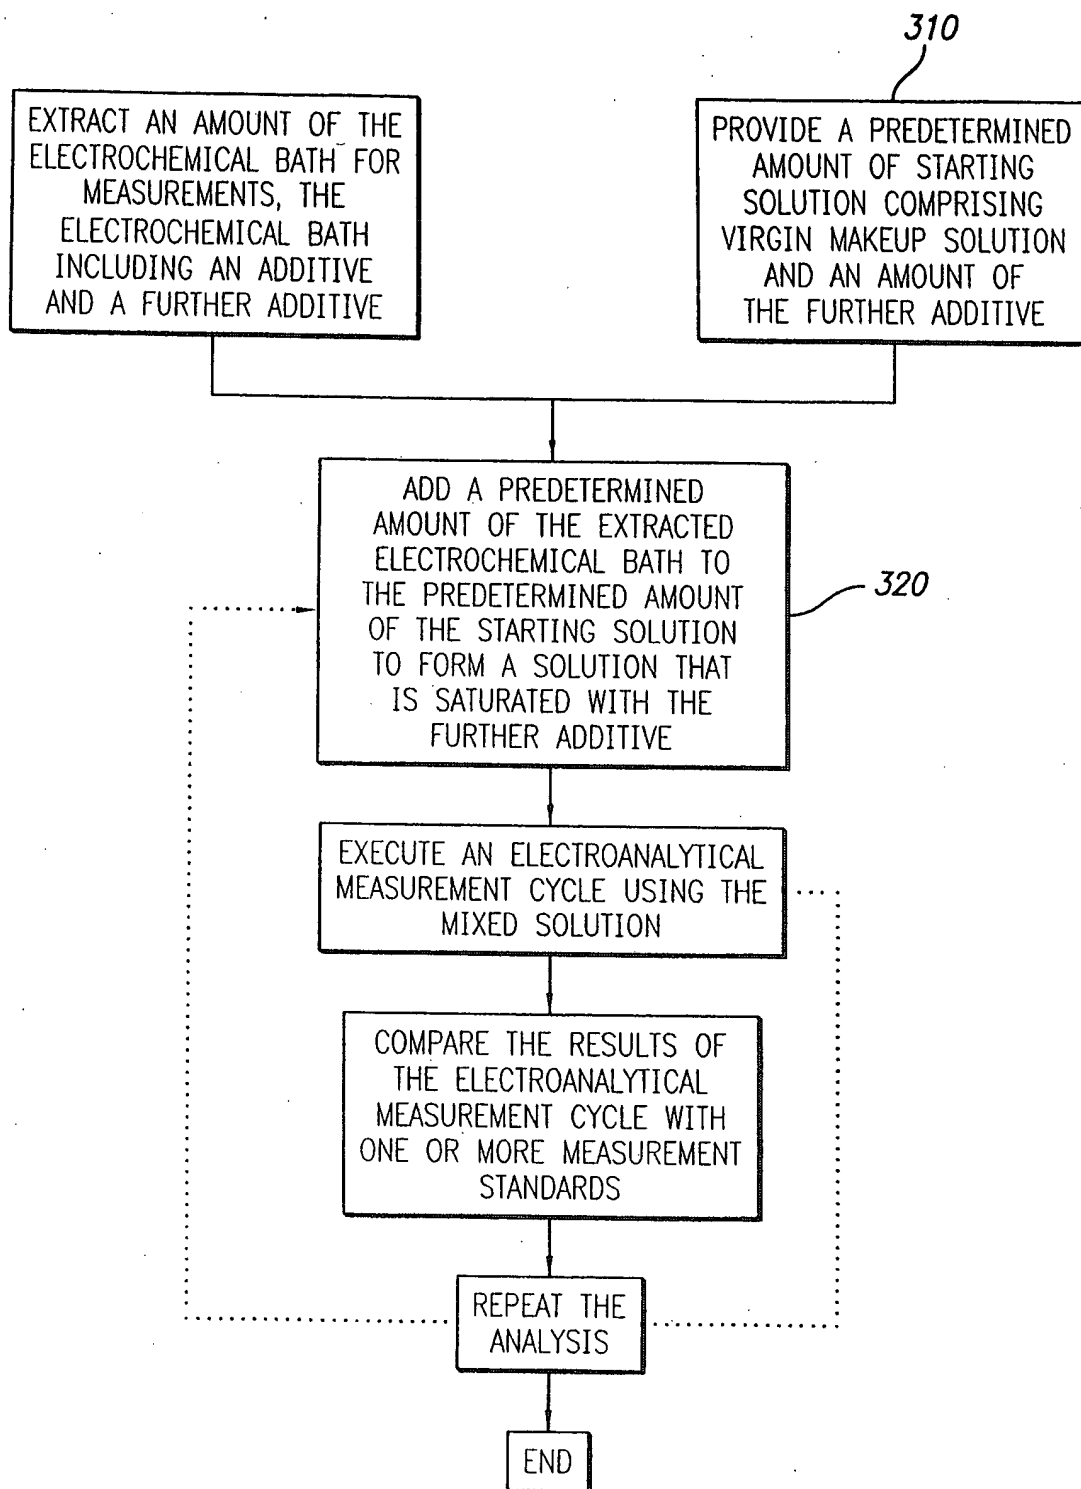 310
EXTRACT AN AMOUNT OF THE
ELECTROCHEMICAL BATH FOR
MEASUREMENTS, THE
ELECTROCHEMICAL BATH
INCLUDING AN ADDITIVE
AND A FURTHER ADDITIVE
PROVIDE A PREDETERMINED
AMOUNT OF STARTING
SOLUTION COMPRISING
VIRGIN MAKEUP SOLUTION
AND AN AMOUNT OF
THE FURTHER ADDITIVE
ADD A PREDETERMINED
AMOUNT OF THE EXTRACTED
ELECTROCHEMICAL BATH TO
THE PREDETERMINED AMOUNT
OF THE STARTING SOLUTION
TO FORM A SOLUTION THAT
IS SATURATED WITH THE
FURTHER ADDITIVE
320
EXECUTE AN ELECTROANALYTICAL
MEASUREMENT CYCLE USING THE
MIXED SOLUTION
COMPARE THE RESULTS OF
THE ELECTROANALYTICAL
MEASUREMENT CYCLE WITH
ONE OR MORE MEASUREMENT
STANDARDS
REPEAT THE
ANALYSIS
END